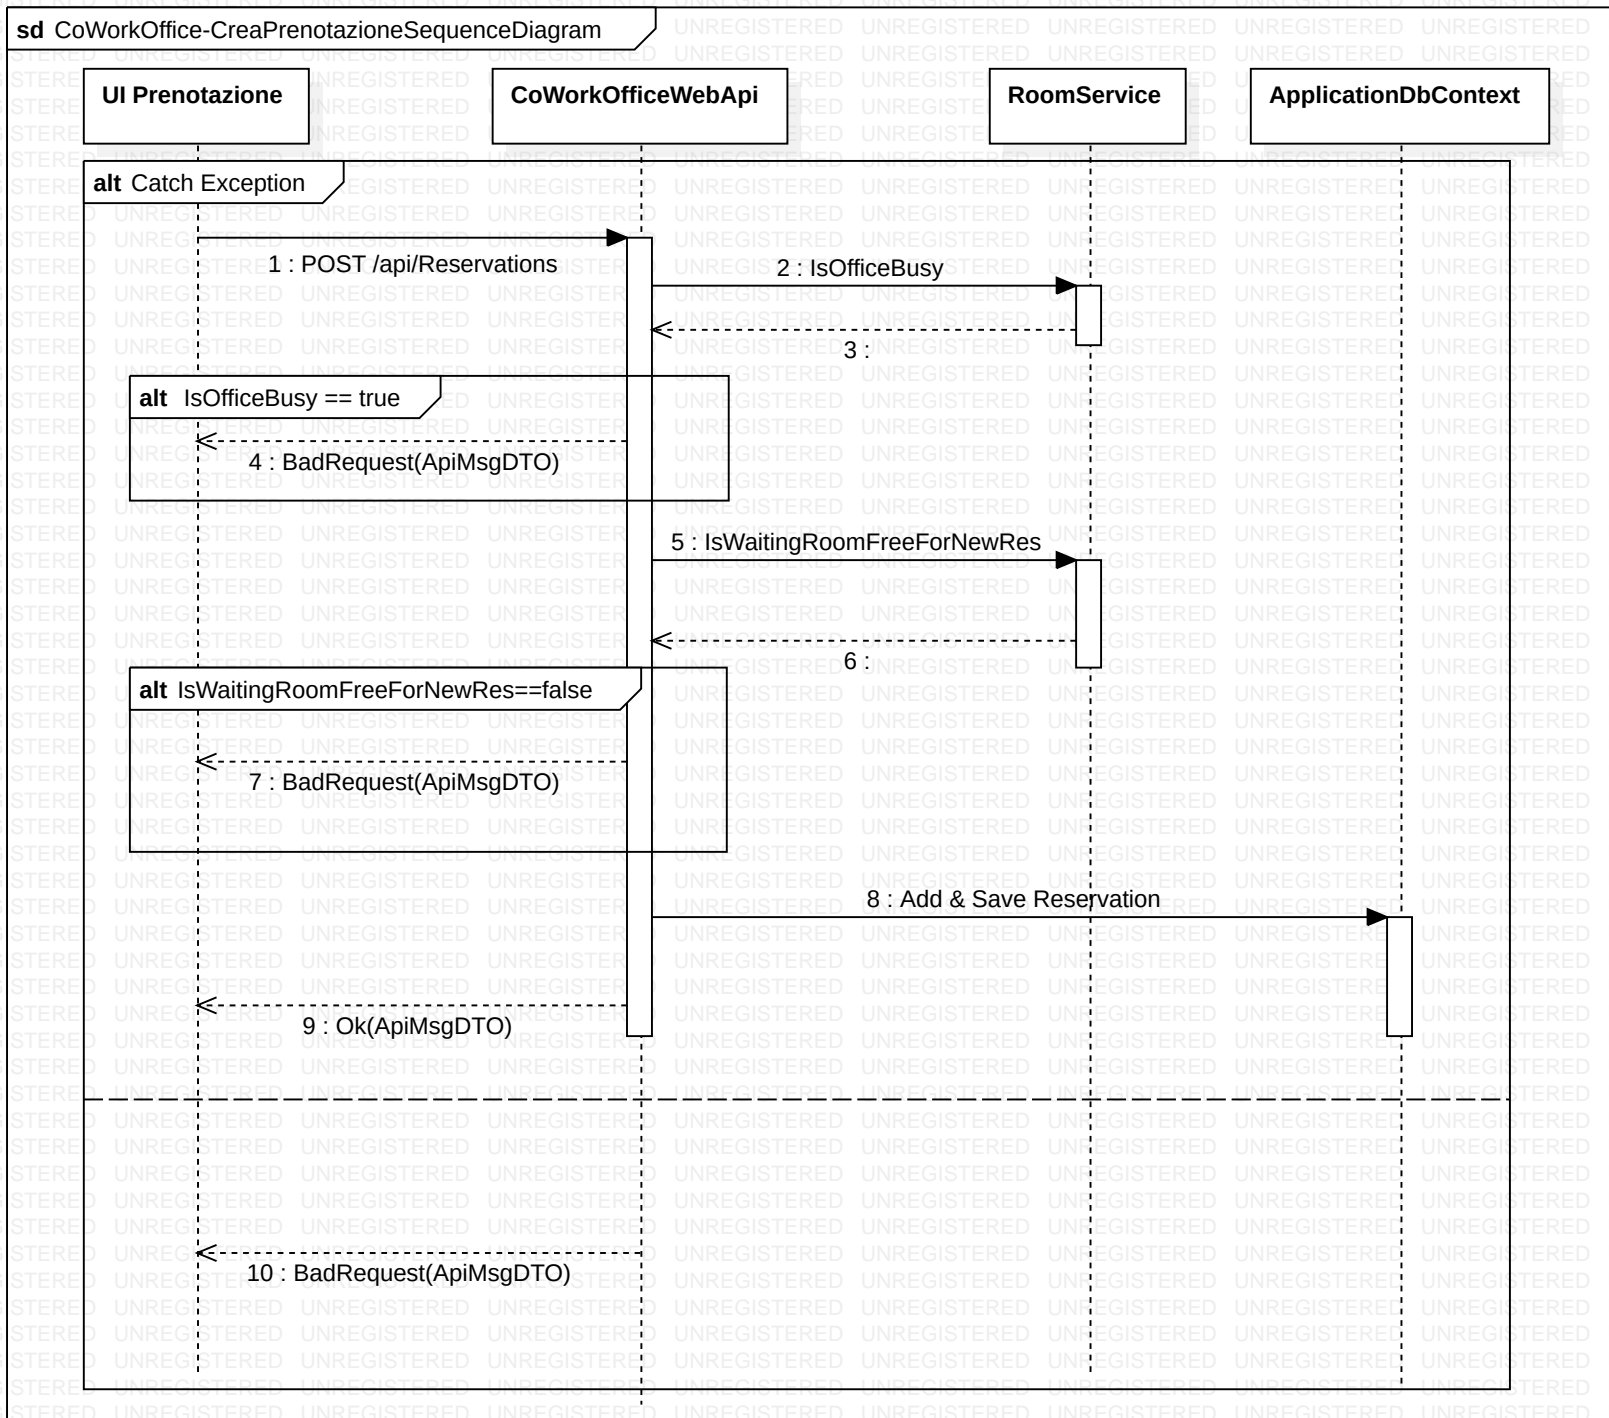 sd CoWorkOffice-CreaPrenotazioneSequenceDiagram
UI Prenotazione
CoWorkOfficeWebApi
RoomService
ApplicationDbContext
alt Catch Exception
1 : POST /api/Reservations
2 : IsOfficeBusy
3 :
alt IsOfficeBusy == true
4 : BadRequest(ApiMsgDTO)
5 : IsWaitingRoomFreeForNewRes
6 :
alt IsWaitingRoomFreeForNewRes==false
7 : BadRequest(ApiMsgDTO)
8 : Add & Save Reservation
9 : Ok(ApiMsgDTO)
10 : BadRequest(ApiMsgDTO)
UNREGISTERED